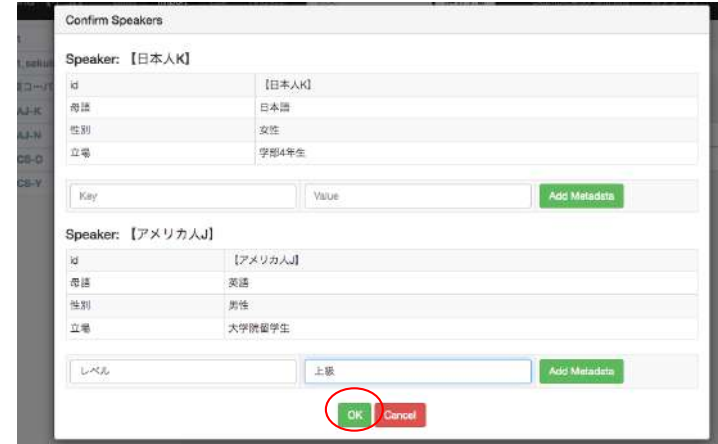 Confirm Speakers
Speaker: 【日本人K】
id 【日本人K】
母語 日本語
性別 女性
立場 学部4年生
Key Value Add Metadata
Speaker: 【アメリカ人J】
id 【アメリカ人J】
母語 英語
性別 男性
立場 大学院留学生
レベル 上級 Add Metadata
OK Cancel
AJ-K
AJ-N